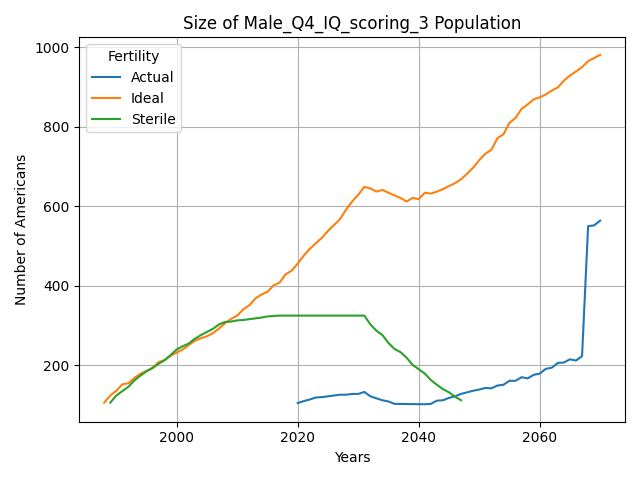 Size of Male_Q4_IQ_scoring_3 Population
Fertility
Actual
Ideal
Sterile
Number of Americans
1000
800
600
400
200
2000
2020
2040
2060
Years